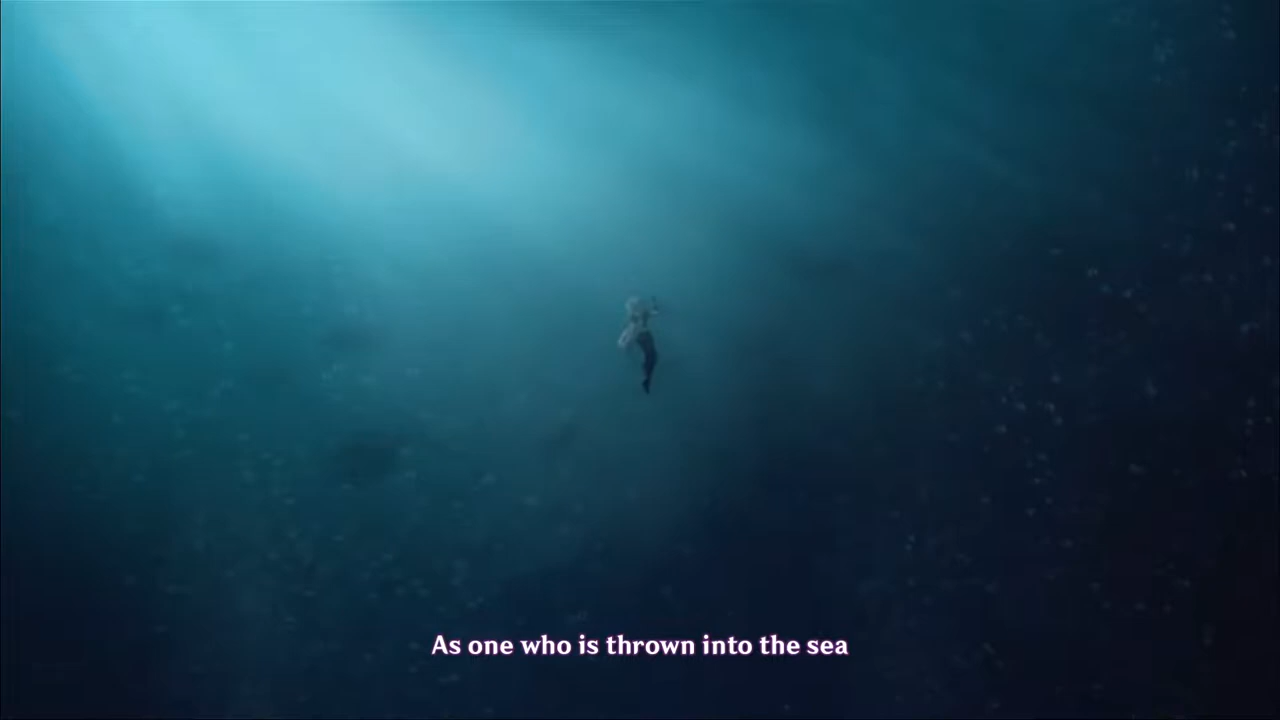 As one who is thrown into the sea